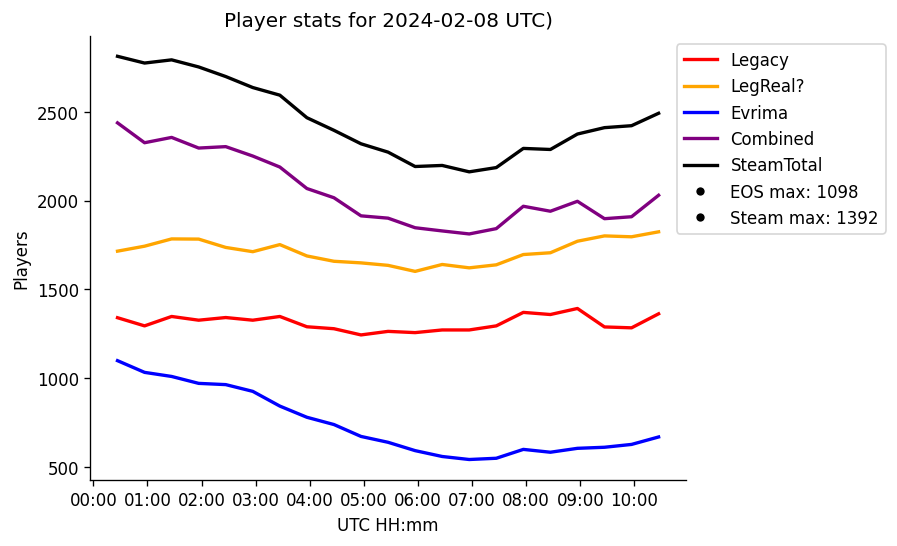 Player stats for 2024-02-08 UTC)
Legacy
LegReal?
Evrima
Combined
SteamTotal
EOS max: 1098
Steam max: 1392
Players
2500
2000
1500
1000
500
00:00 01:00 02:00 03:00 04:00 05:00 06:00 07:00 08:00 09:00 10:00
UTC HH:mm